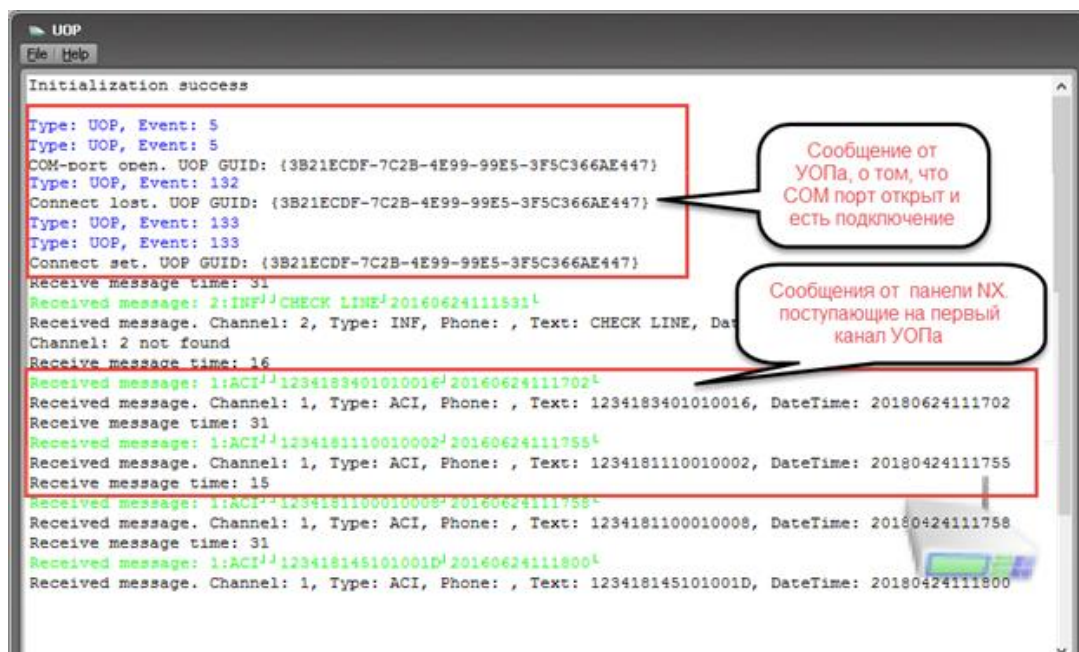 UOP
File Help
Initialization success
Type: UOP, Event: 5
Type: UOP, Event: 5
COM-port open. UOP GUID: {3B21ECDF-7C2B-4E99-99E5-3F5C366AE447}
Type: UOP, Event: 132
Connect lost. UOP GUID: {3B21ECDF-7C2B-4E99-99E5-3F5C366AE447}
Type: UOP, Event: 133
Type: UOP, Event: 133
Connect set. UOP GUID: {3B21ECDF-7C2B-4E99-99E5-3F5C366AE447}
Сообщение от
УОПа, о том, что
COM порт открыт и
есть подключение
Receive message time: 31
Received message: 2:INF┘┘CHECK LINE┘20160624111531└
Received message. Channel: 2, Type: INF, Phone: , Text: CHECK LINE, Dat
Channel: 2 not found
Receive message time: 16
Сообщения от панели NX.
поступающие на первый
канал УОПа
Received message: 1:ACI┘┘1234183401010016┘20160624111702└
Received message. Channel: 1, Type: ACI, Phone: , Text: 1234183401010016, DateTime: 20180624111702
Receive message time: 31
Received message: 1:ACI┘┘1234181110010002┘20160624111755└
Received message. Channel: 1, Type: ACI, Phone: , Text: 1234181110010002, DateTime: 20180424111755
Receive message time: 15
Received message: 1:ACI┘┘1234181100010008┘20160624111758└
Received message. Channel: 1, Type: ACI, Phone: , Text: 1234181100010008, DateTime: 20180424111758
Receive message time: 31
Received message: 1:ACI┘┘123418145101001D┘20160624111800└
Received message. Channel: 1, Type: ACI, Phone: , Text: 123418145101001D, DateTime: 20180424111800